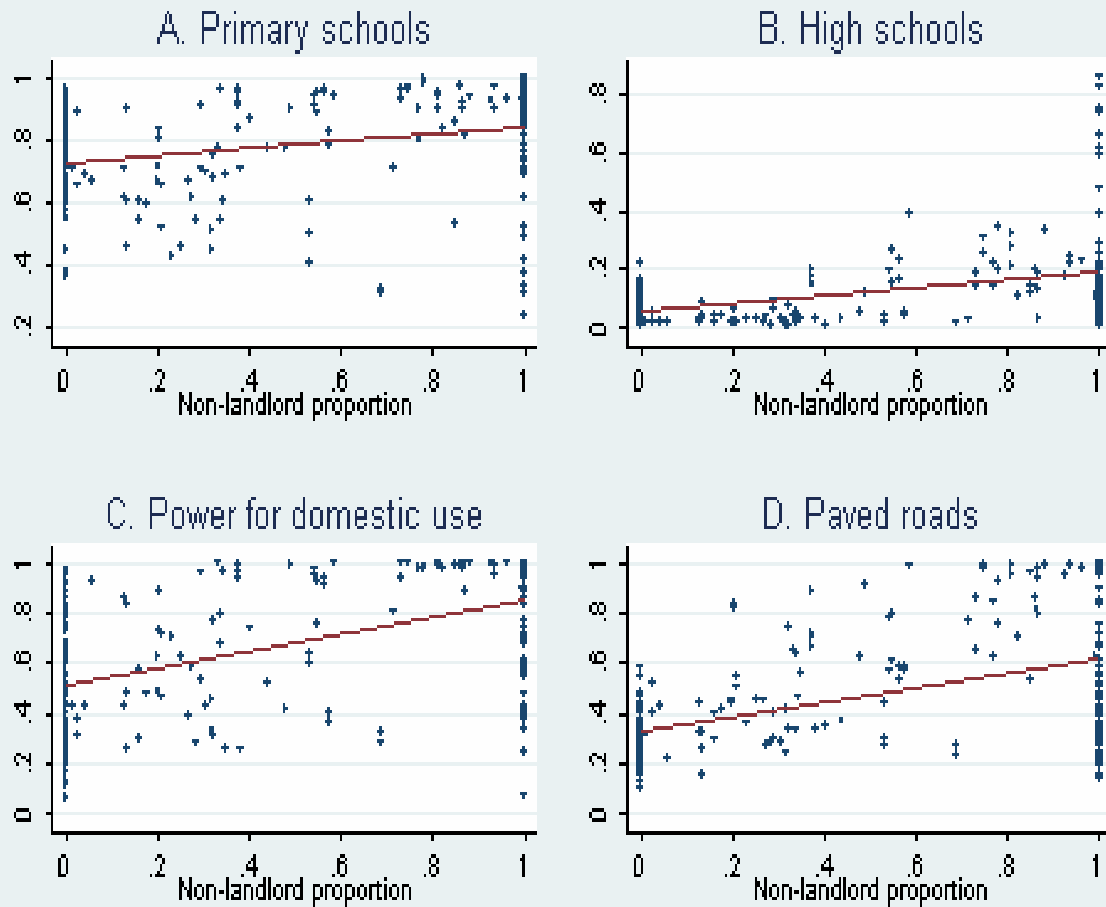 A. Primary schools
1
.8
.6
.4
.2
0 .2 .4 .6 .8 1
Non-landlord proportion
B. High schools
.8
.6
.4
.2
0
0 .2 .4 .6 .8 1
Non-landlord proportion
C. Power for domestic use
1
.8
.6
.4
.2
0
0 .2 .4 .6 .8 1
Non-landlord proportion
D. Paved roads
1
.8
.6
.4
.2
0
0 .2 .4 .6 .8 1
Non-landlord proportion